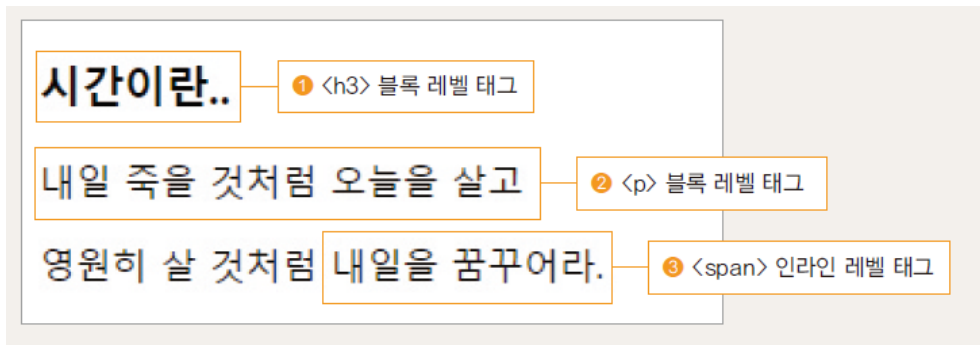 시간이란..
❶ <h3> 블록 레벨 태그
내일 죽을 것처럼 오늘을 살고
❷ <p> 블록 레벨 태그
영원히 살 것처럼 내일을 꿈꾸어라.
❸ <span> 인라인 레벨 태그